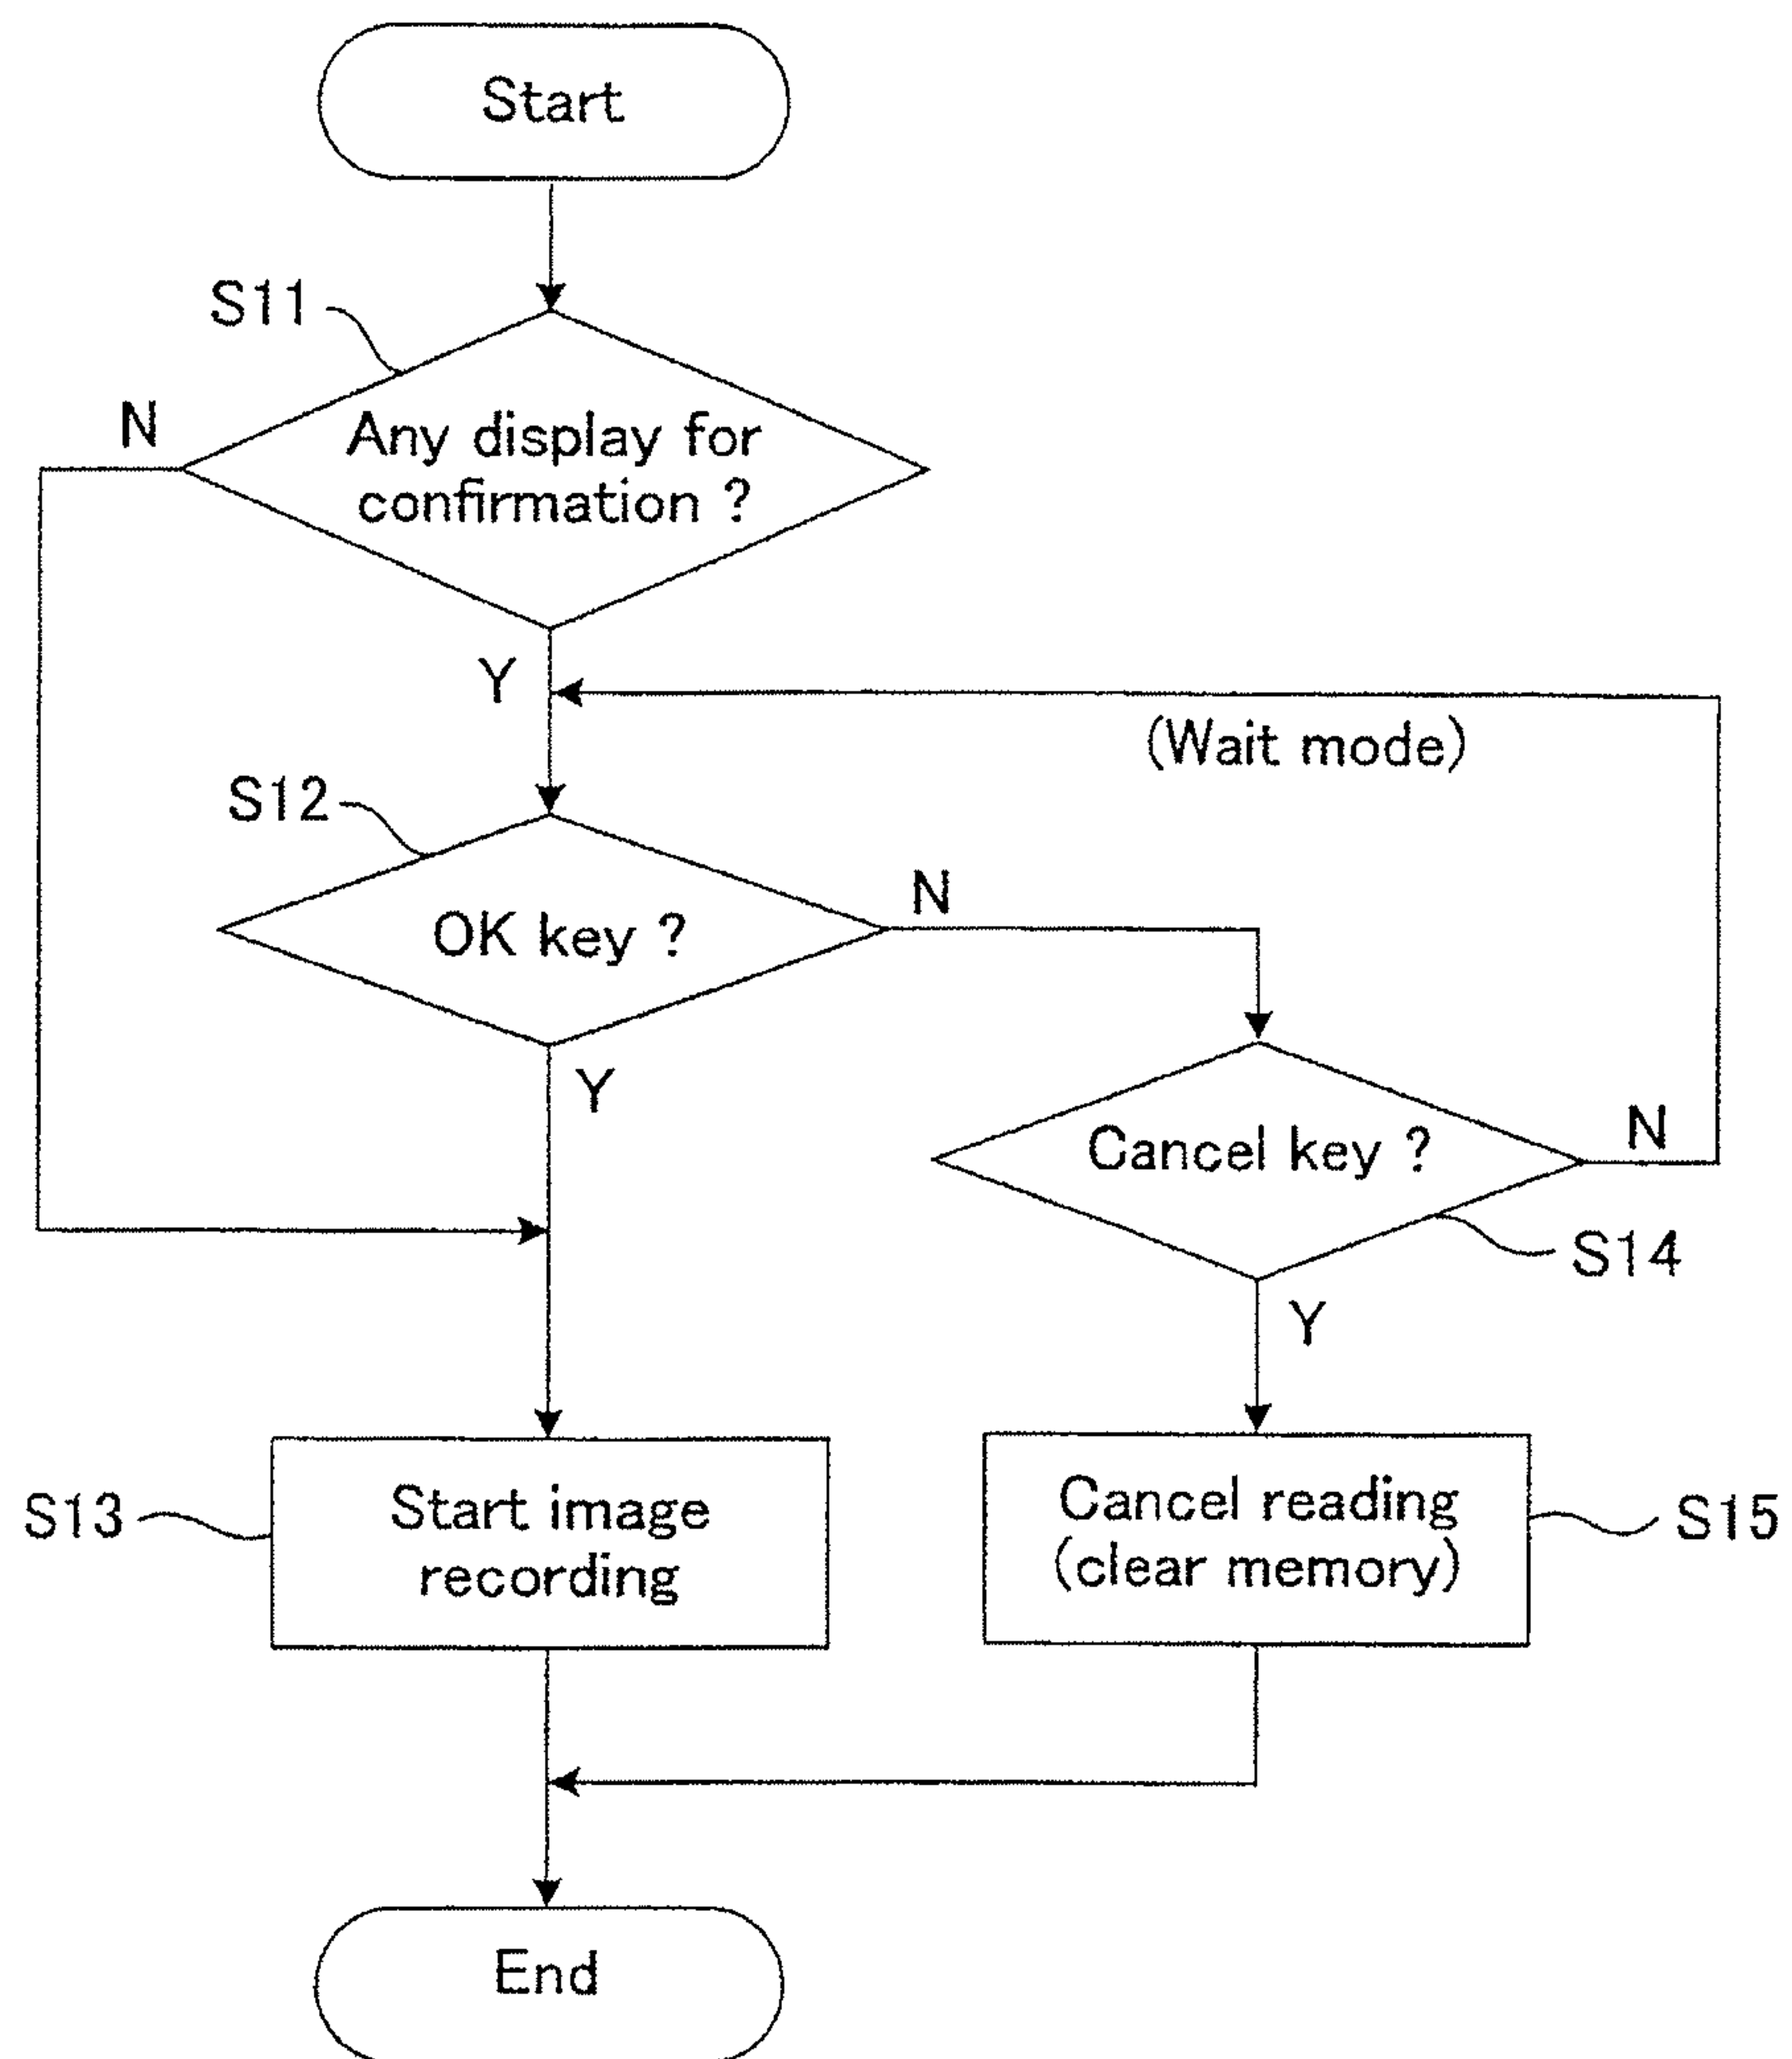 Start
S11
N
Any display for
confirmation ?
Y
(Wait mode)
S12
N
OK key ?
Y
Cancel key ?
N
S14
Y
S13
Start image
recording
Cancel reading
(clear memory)
S15
End